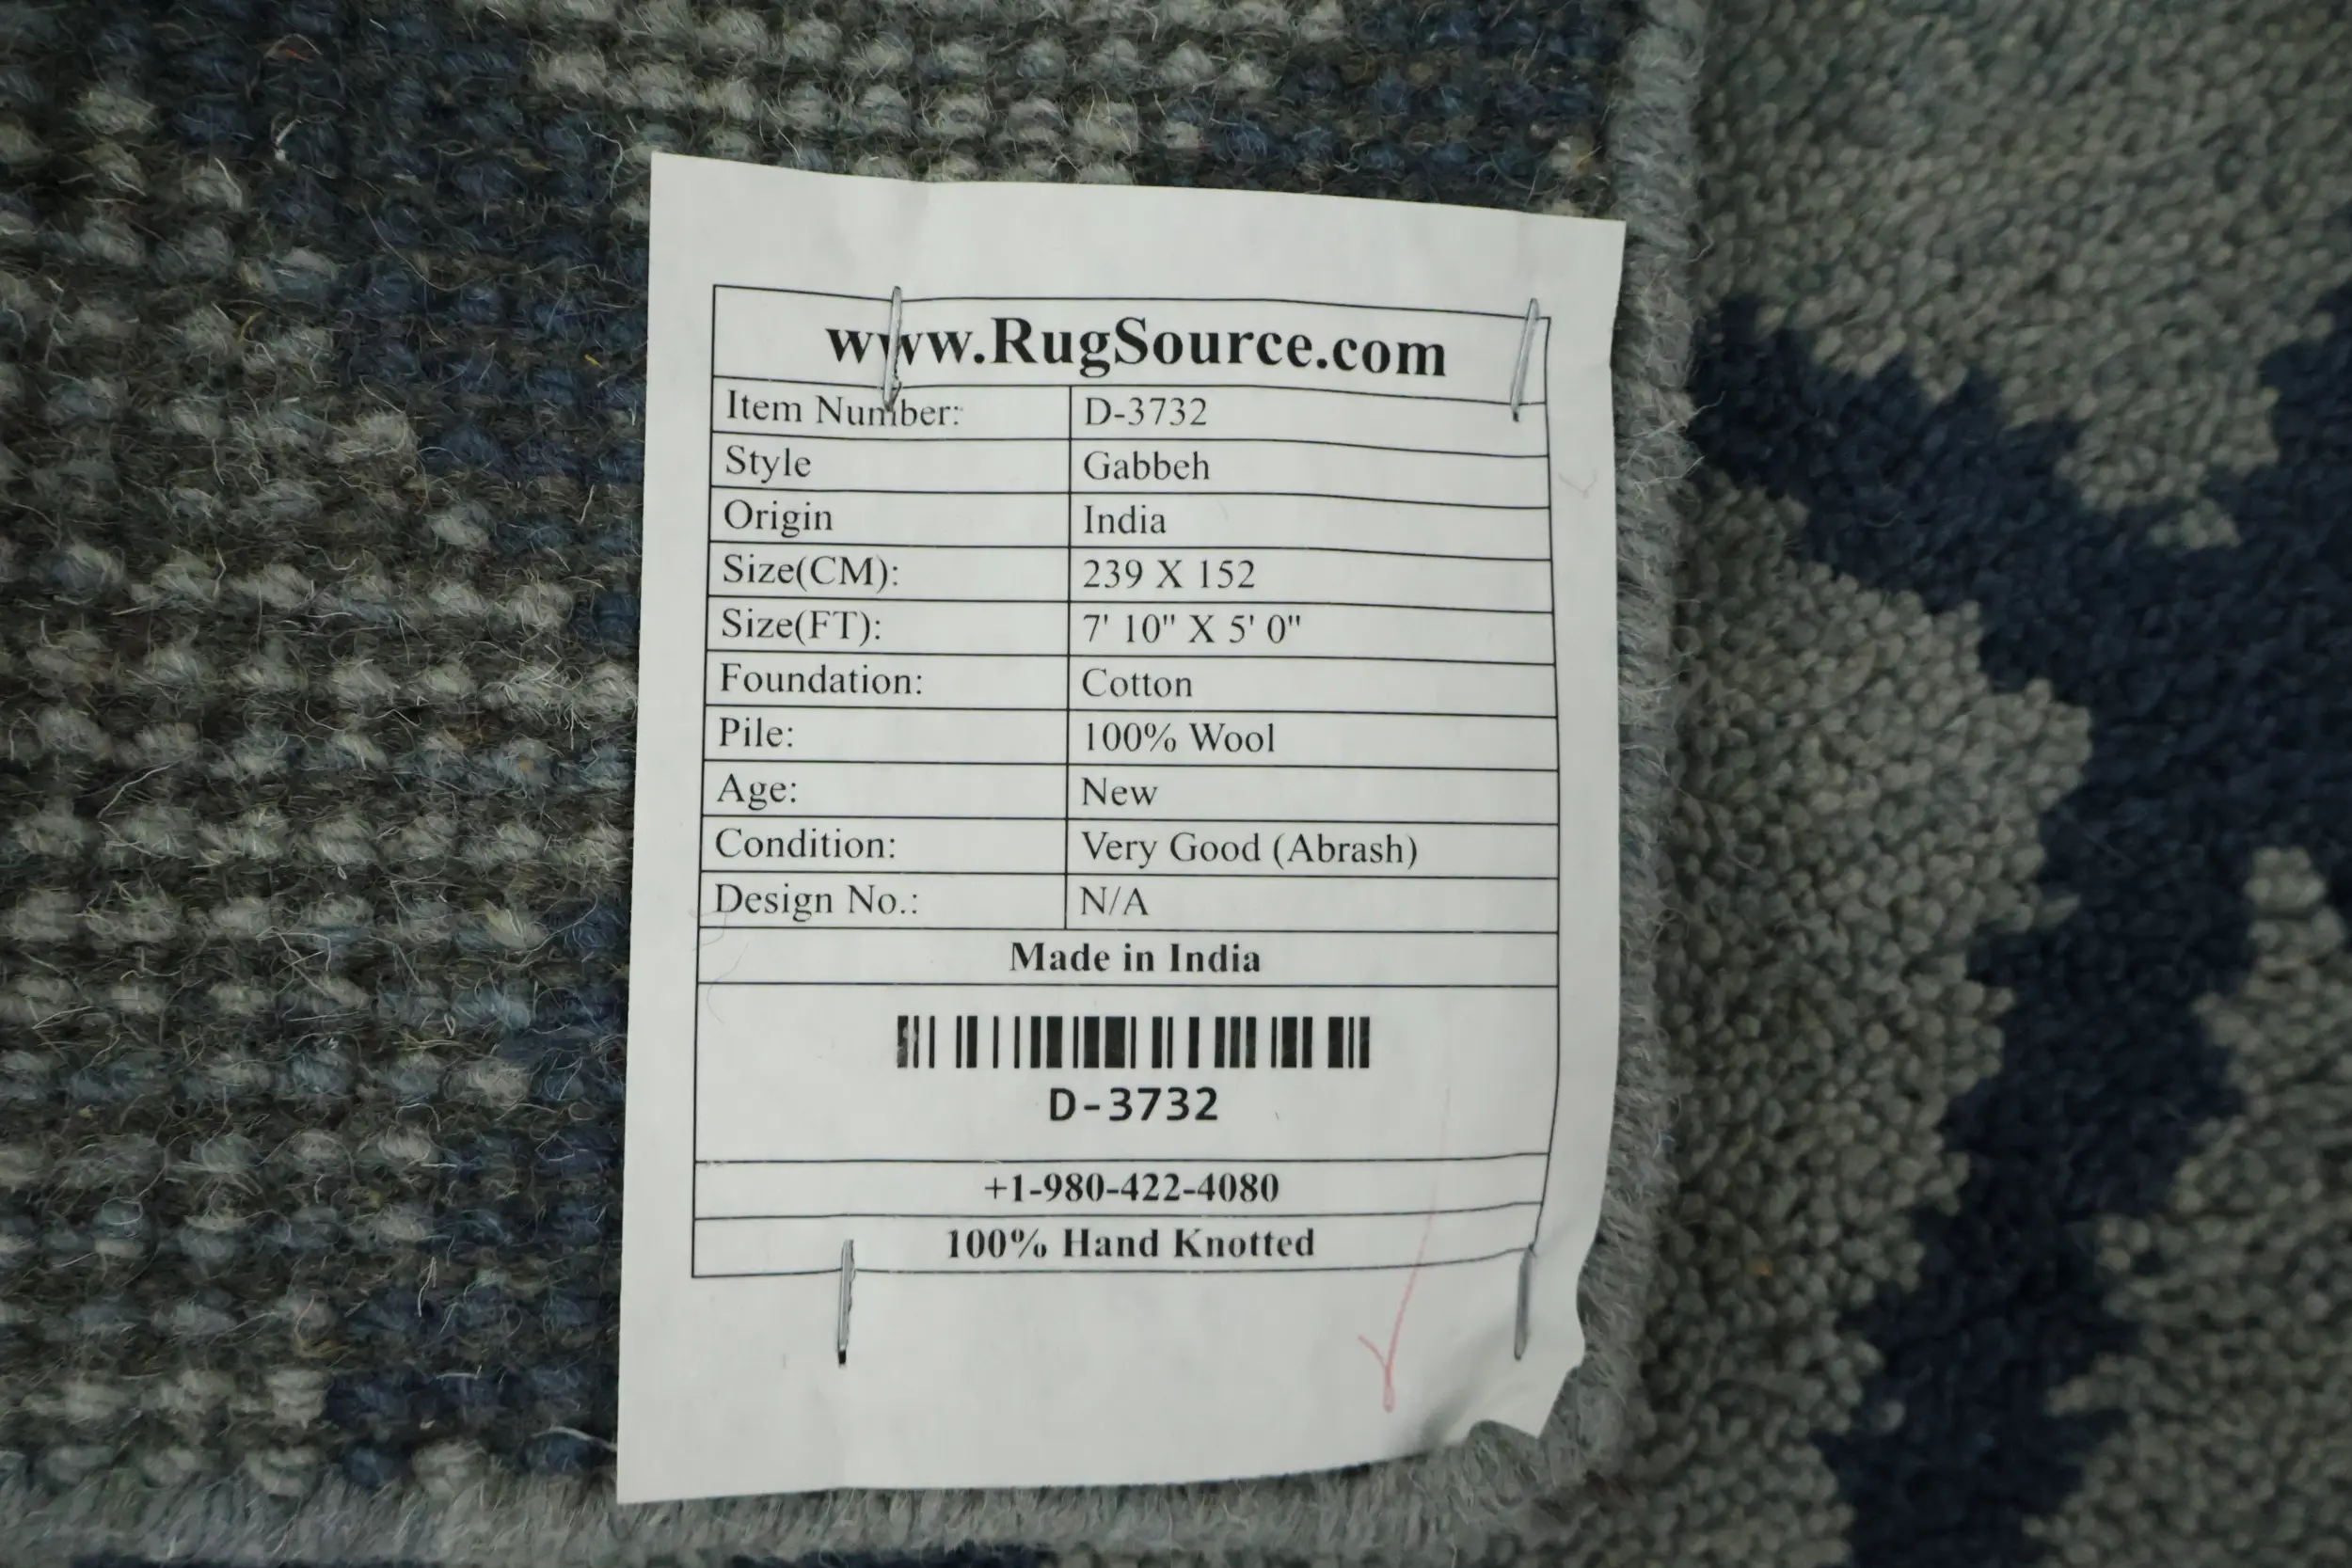 www.RugSource.com
Item Number: D-3732
Style Gabbeh
Origin India
Size(CM): 239 X 152
Size(FT): 7' 10" X 5' 0"
Foundation: Cotton
Pile: 100% Wool
Age: New
Condition: Very Good (Abrash)
Design No.: N/A
Made in India
D-3732
+1-980-422-4080
100% Hand Knotted